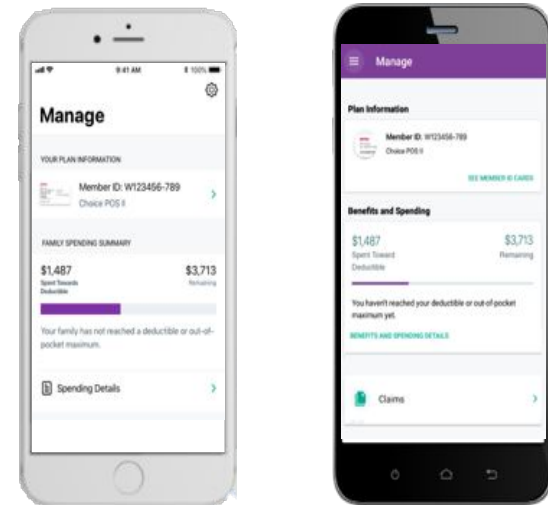 9:41 AM
100%
Manage
YOUR PLAN INFORMATION
Member ID: W123456-789
Choice POS II
FAMILY SPENDING SUMMARY
$1,487
$3,713
Spent Towards
Remaining
Deductible
Your family has not reached a deductible or out-of-
pocket maximum.
Spending Details
Manage
Plan Information
Member ID: W123456-789
Choice POS II
SEE MEMBER ID CARDS
Benefits and Spending
$1,487
$3,713
Spent Toward
Remaining
Deductible
You haven't reached your deductible or out-of-pocket
maximum yet.
BENEFITS AND SPENDING DETAILS
Claims